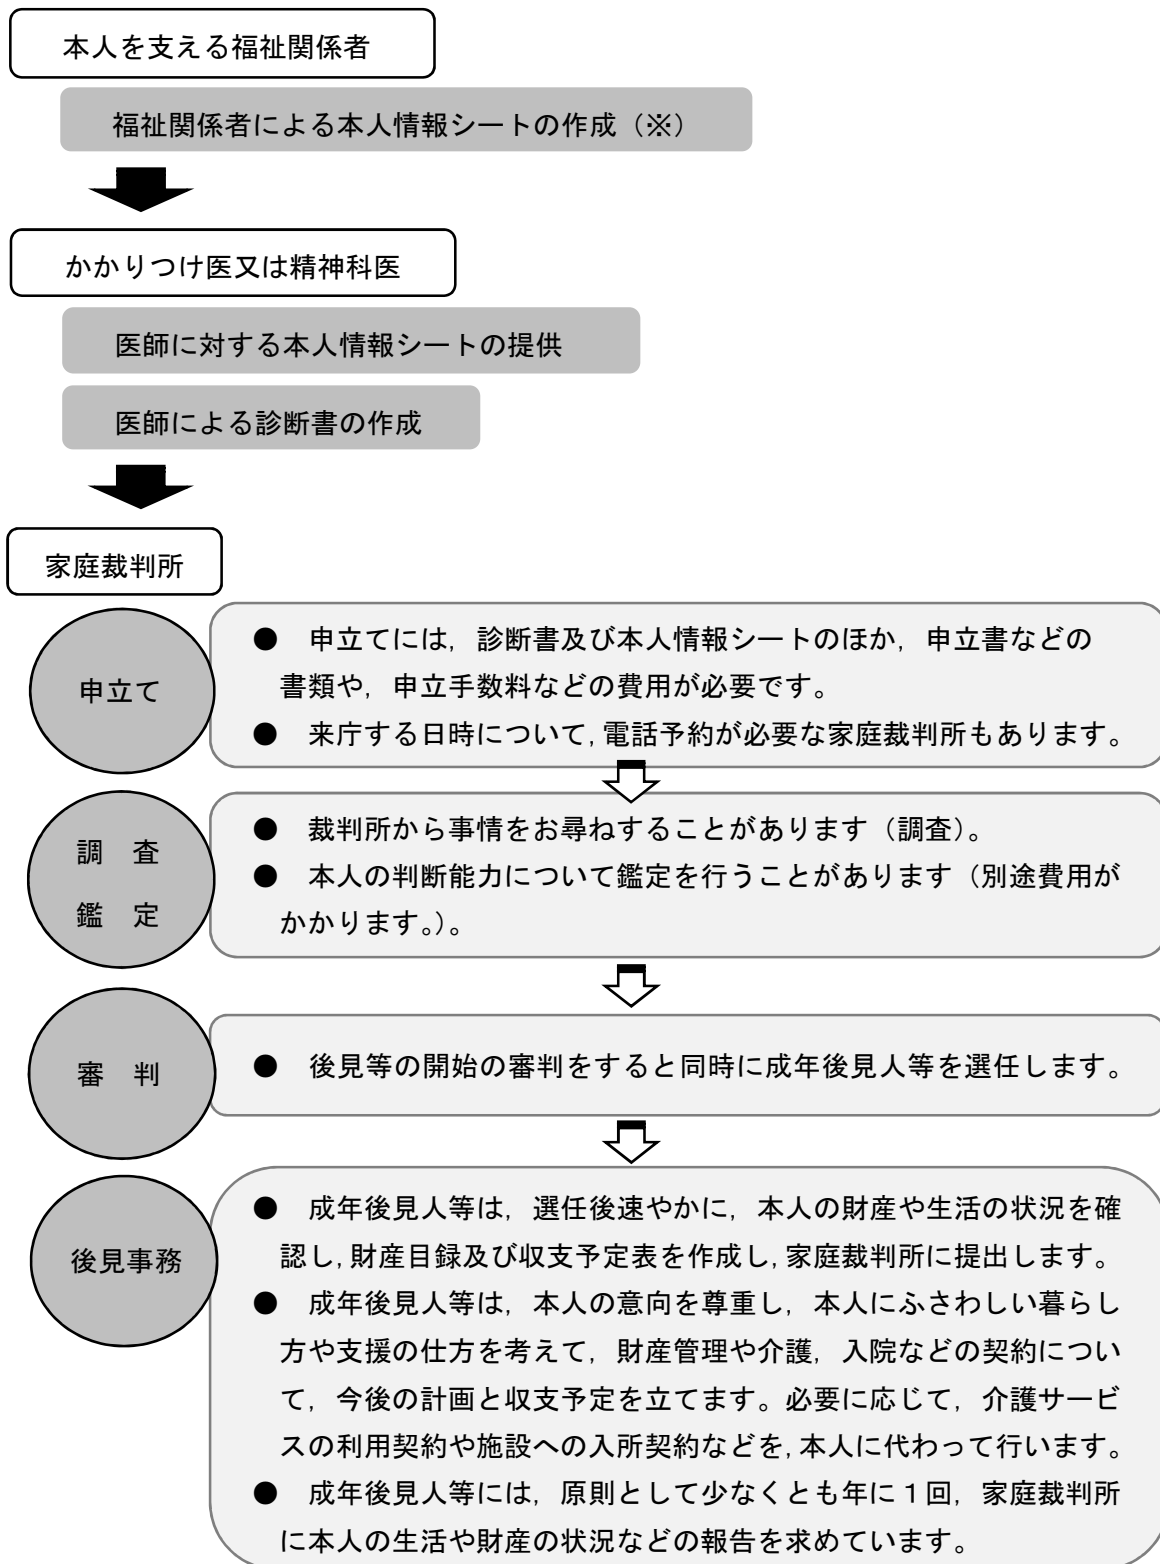 本人を支える福祉関係者
福祉関係者による本人情報シートの作成（※）
かかりつけ医又は精神科医
医師に対する本人情報シートの提供
医師による診断書の作成
家庭裁判所
申立て
●　申立てには，診断書及び本人情報シートのほか，申立書などの
書類や，申立手数料などの費用が必要です。
●　来庁する日時について，電話予約が必要な家庭裁判所もあります。
調　査
鑑　定
●　裁判所から事情をお尋ねすることがあります（調査）。
●　本人の判断能力について鑑定を行うことがあります（別途費用が
かかります。）。
審　判
●　後見等の開始の審判をすると同時に成年後見人等を選任します。
後見事務
●　成年後見人等は，選任後速やかに，本人の財産や生活の状況を確
認し，財産目録及び収支予定表を作成し，家庭裁判所に提出します。
●　成年後見人等は，本人の意向を尊重し，本人にふさわしい暮らし
方や支援の仕方を考えて，財産管理や介護，入院などの契約につい
て，今後の計画と収支予定を立てます。必要に応じて，介護サービ
スの利用契約や施設への入所契約などを，本人に代わって行います。
●　成年後見人等には，原則として少なくとも年に１回，家庭裁判所
に本人の生活や財産の状況などの報告を求めています。